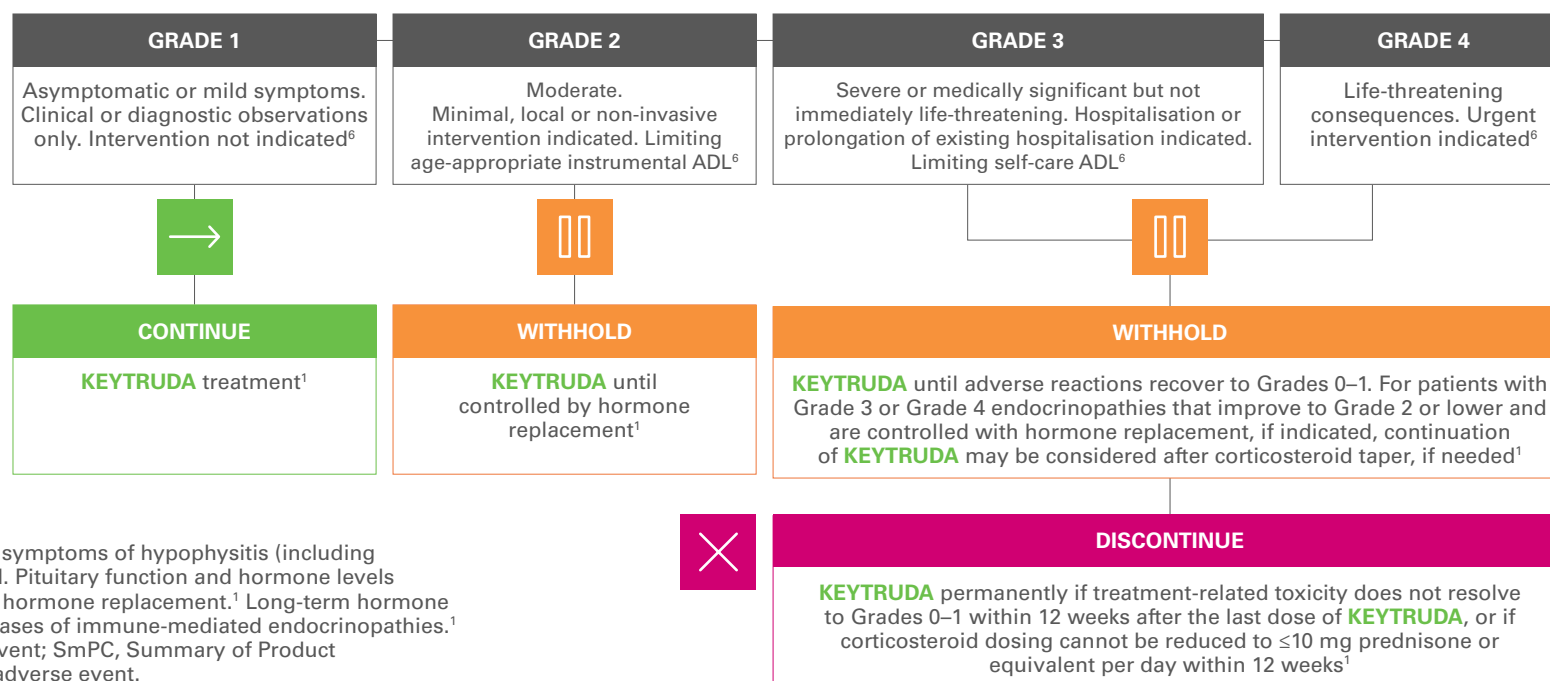 GRADE 1
Asymptomatic or mild symptoms.
Clinical or diagnostic observations
only. Intervention not indicated⁶
GRADE 2
Moderate.
Minimal, local or non-invasive
intervention indicated. Limiting
age-appropriate instrumental ADL⁶
GRADE 3
Severe or medically significant but not
immediately life-threatening. Hospitalisation or
prolongation of existing hospitalisation indicated.
Limiting self-care ADL⁶
GRADE 4
Life-threatening
consequences. Urgent
intervention indicated⁶
CONTINUE
KEYTRUDA treatment¹
WITHHOLD
KEYTRUDA until
controlled by hormone
replacement¹
WITHHOLD
KEYTRUDA until adverse reactions recover to Grades 0–1. For patients with
Grade 3 or Grade 4 endocrinopathies that improve to Grade 2 or lower and
are controlled with hormone replacement, if indicated, continuation
of KEYTRUDA may be considered after corticosteroid taper, if needed¹
DISCONTINUE
KEYTRUDA permanently if treatment-related toxicity does not resolve
to Grades 0–1 within 12 weeks after the last dose of KEYTRUDA, or if
corticosteroid dosing cannot be reduced to ≤10 mg prednisone or
equivalent per day within 12 weeks¹
symptoms of hypophysitis (including
. Pituitary function and hormone levels
hormone replacement.¹ Long-term hormone
ases of immune-mediated endocrinopathies.¹
vent; SmPC, Summary of Product
adverse event.